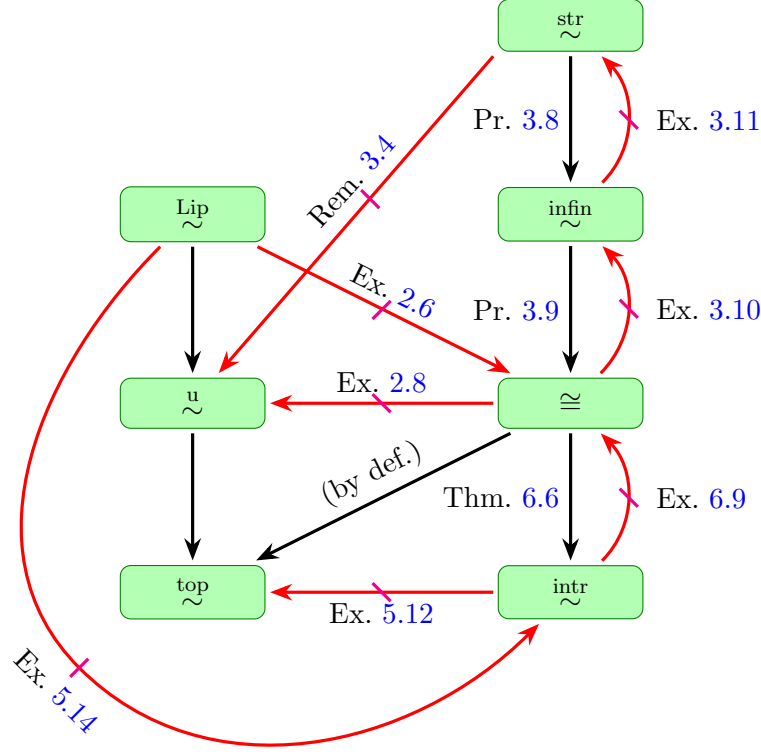 str
∼
Pr. 3.8
Ex. 3.11
Rem. 3.4
Lip
∼
infin
∼
Ex. 2.6
Pr. 3.9
Ex. 3.10
u
∼
Ex. 2.8
≅
(by def.)
Thm. 6.6
Ex. 6.9
top
∼
Ex. 5.12
intr
∼
Ex. 5.14